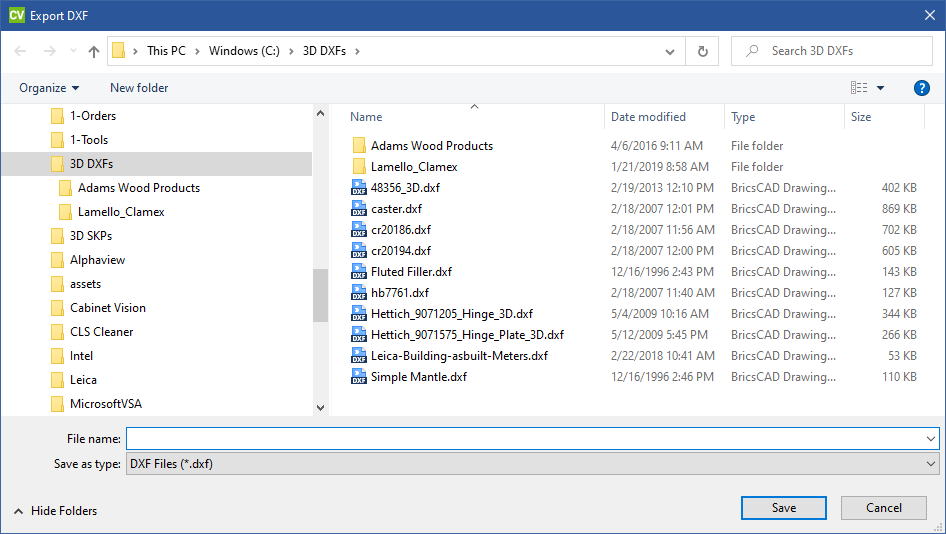 CV Export DXF
This PC > Windows (C:) > 3D DXFs >
Search 3D DXFs
Organize
New folder
?
1-Orders
1-Tools
3D DXFs
Adams Wood Products
Lamello_Clamex
3D SKPs
Alphaview
assets
Cabinet Vision
CLS Cleaner
Intel
Leica
MicrosoftVSA
Name Date modified Type Size
Adams Wood Products 4/6/2016 9:11 AM File folder
Lamello_Clamex 1/21/2019 8:58 AM File folder
DXF 48356_3D.dxf 2/19/2013 12:10 PM BricsCAD Drawing... 402 KB
DXF caster.dxf 2/18/2007 12:01 PM BricsCAD Drawing... 869 KB
DXF cr20186.dxf 2/18/2007 11:56 AM BricsCAD Drawing... 702 KB
DXF cr20194.dxf 2/18/2007 12:00 PM BricsCAD Drawing... 605 KB
DXF Fluted Filler.dxf 12/16/1996 2:43 PM BricsCAD Drawing... 143 KB
DXF hb7761.dxf 2/18/2007 11:40 AM BricsCAD Drawing... 127 KB
DXF Hettich_9071205_Hinge_3D.dxf 5/4/2009 10:16 AM BricsCAD Drawing... 344 KB
DXF Hettich_9071575_Hinge_Plate_3D.dxf 5/12/2009 5:45 PM BricsCAD Drawing... 266 KB
DXF Leica-Building-asbuilt-Meters.dxf 2/22/2018 10:41 AM BricsCAD Drawing... 53 KB
DXF Simple Mantle.dxf 12/16/1996 2:46 PM BricsCAD Drawing... 110 KB
File name:
Save as type: DXF Files (*.dxf)
Hide Folders
Save
Cancel